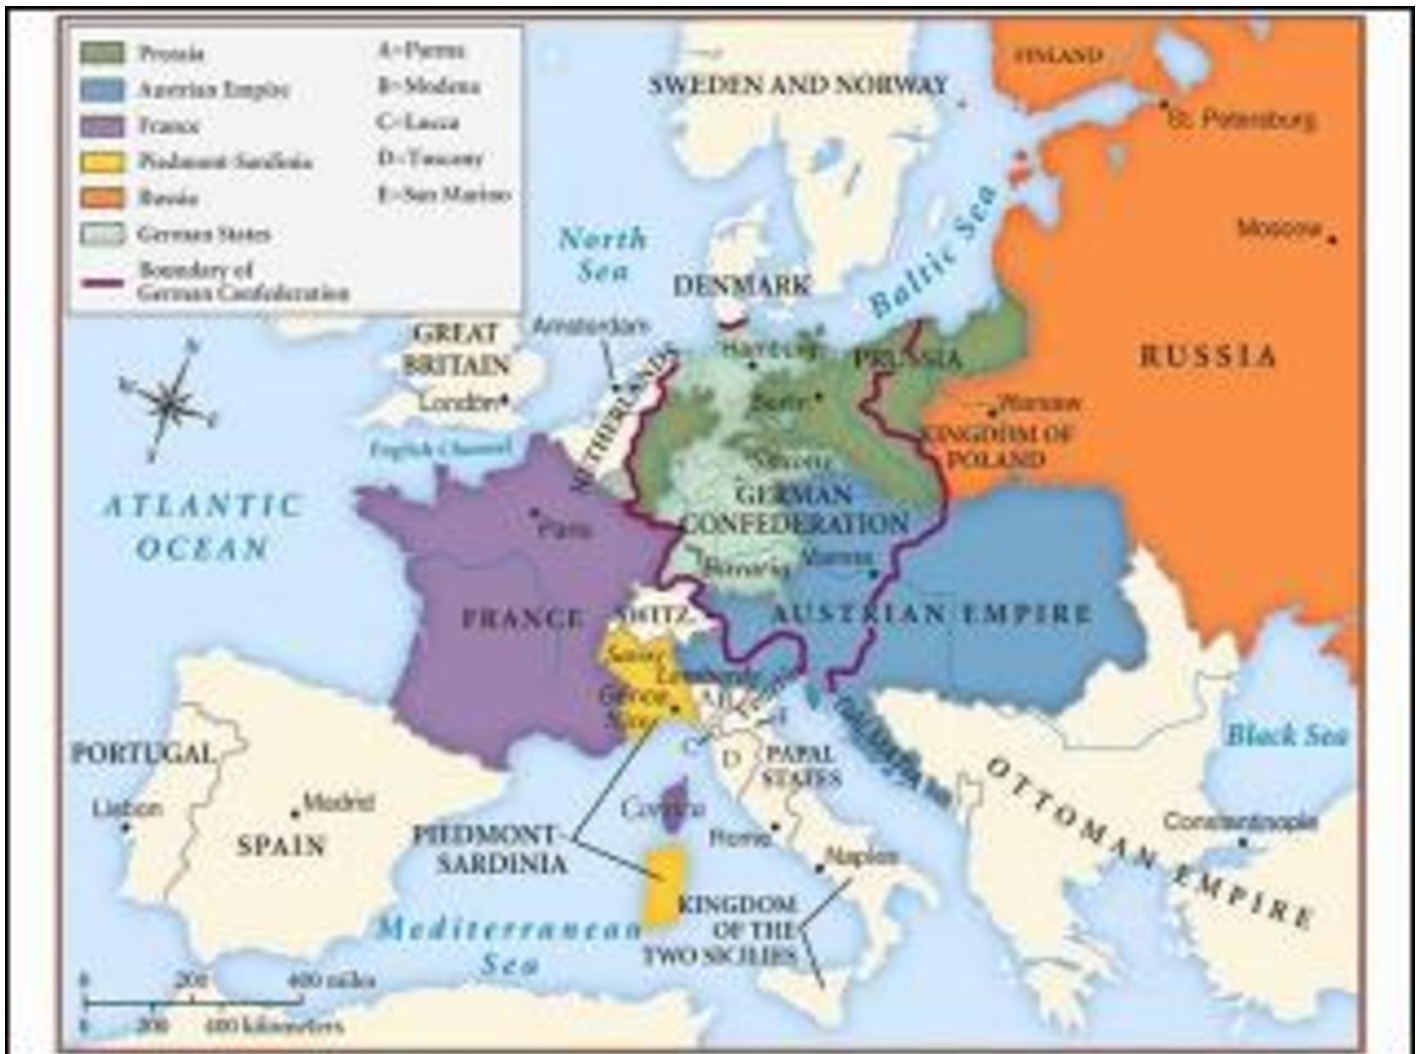 Prussia
Austrian Empire
France
Piedmont-Sardinia
Russia
German States
Boundary of
German Confederation
A=Parma
B=Modena
C=Lucca
D=Tuscany
E=San Marino
FINLAND
SWEDEN AND NORWAY
St. Petersburg
Moscow
North
Sea
Baltic Sea
DENMARK
GREAT
BRITAIN
London
Amsterdam
NETHERLANDS
Hamburg
PRUSSIA
Berlin
RUSSIA
Warsaw
KINGDOM OF
POLAND
English Channel
Saxony
GERMAN
CONFEDERATION
ATLANTIC
OCEAN
Paris
Bavaria
Vienna
FRANCE
SWITZ.
AUSTRIAN EMPIRE
Savoy
Lombardy
Genoa
Nice
A
B
E
C
D
PAPAL
STATES
PORTUGAL
Lisbon
Madrid
SPAIN
Black Sea
OTTOMAN EMPIRE
Constantinople
Corsica
PIEDMONT-
SARDINIA
Rome
Naples
KINGDOM
OF THE
TWO SICILIES
Mediterranean
Sea
N
E
S
W
0 200 400 miles
0 200 400 kilometers